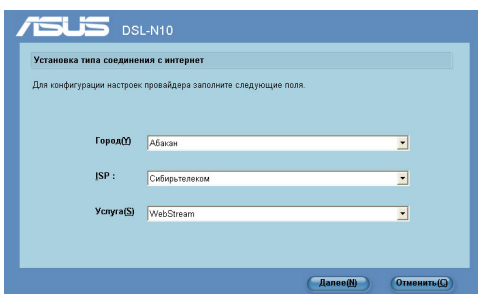 ASUS DSL-N10
Установка типа соединения с интернет
Для конфигурации настроек провайдера заполните следующие поля.
Город(Y) Абакан
ISP : Сибирьтелеком
Услуга(S) WebStream
Далее(N) Отменить(C)